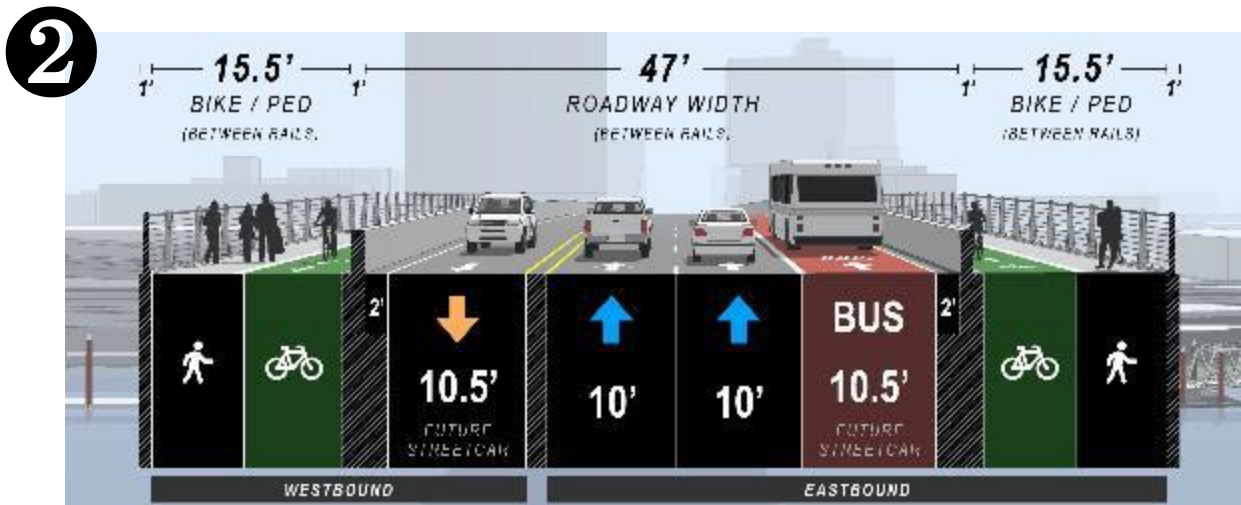 2
15.5’ 47’ 15.5’
1’ 1’ 1’ 1’
BIKE / PED ROADWAY WIDTH BIKE / PED
(BETWEEN RAILS) (BETWEEN RAILS) (BETWEEN RAILS)
2’ BUS 2’
10.5’ 10’ 10’ 10.5’
FUTURE FUTURE
STREETCAR STREETCAR
WESTBOUND EASTBOUND